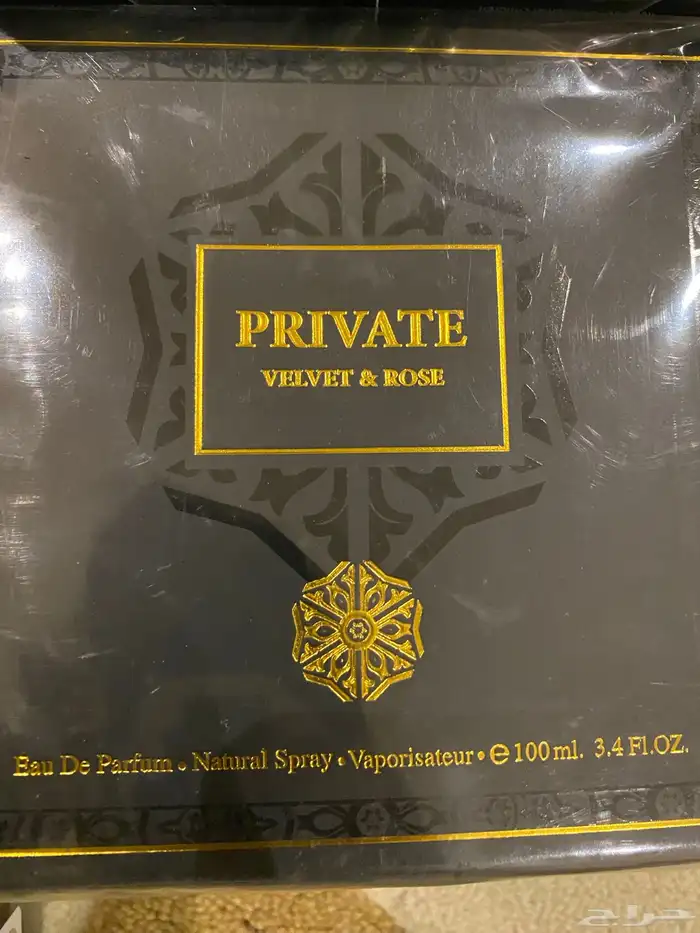 PRIVATE
VELVET & ROSE
Eau De Parfum • Natural Spray • Vaporisateur • e 100 ml. 3.4 Fl.OZ.
حراج